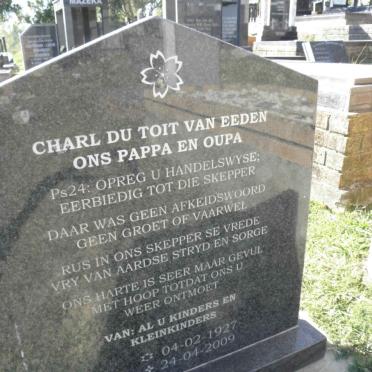 MAZEKA
CHARL DU TOIT VAN EEDEN
ONS PAPPA EN OUPA
Ps24: OPREG U HANDELSWYSE;
EERBIEDIG TOT DIE SKEPPER
DAAR WAS GEEN AFKEIDSWOORD
GEEN GROET OF VAARWEL
RUS IN ONS SKEPPER SE VREDE
VRY VAN AARDSE STRYD EN SORGE
ONS HARTE IS SEER MAAR GEVUL
MET HOOP TOTDAT ONS U
WEER ONTMOET
VAN: AL U KINDERS EN
KLEINKINDERS
04-02-1927
24-04-2009